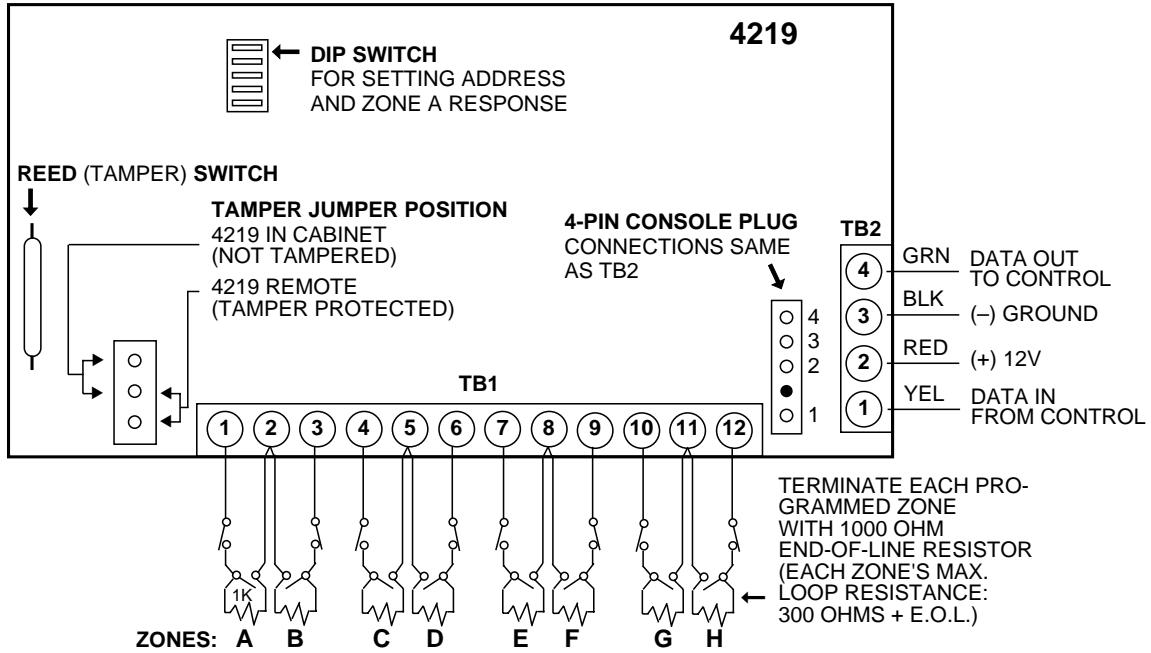 4219
DIP SWITCH
FOR SETTING ADDRESS
AND ZONE A RESPONSE
REED (TAMPER) SWITCH
TAMPER JUMPER POSITION
4219 IN CABINET
(NOT TAMPERED)
4219 REMOTE
(TAMPER PROTECTED)
4-PIN CONSOLE PLUG
CONNECTIONS SAME
AS TB2
4
3
2
1
TB2
4 GRN DATA OUT
TO CONTROL
3 BLK (–) GROUND
2 RED (+) 12V
1 YEL DATA IN
FROM CONTROL
TB1
1 2 3 4 5 6 7 8 9 10 11 12
TERMINATE EACH PRO-
GRAMMED ZONE
WITH 1000 OHM
END-OF-LINE RESISTOR
(EACH ZONE'S MAX.
LOOP RESISTANCE:
300 OHMS + E.O.L.)
1K
ZONES: A B C D E F G H